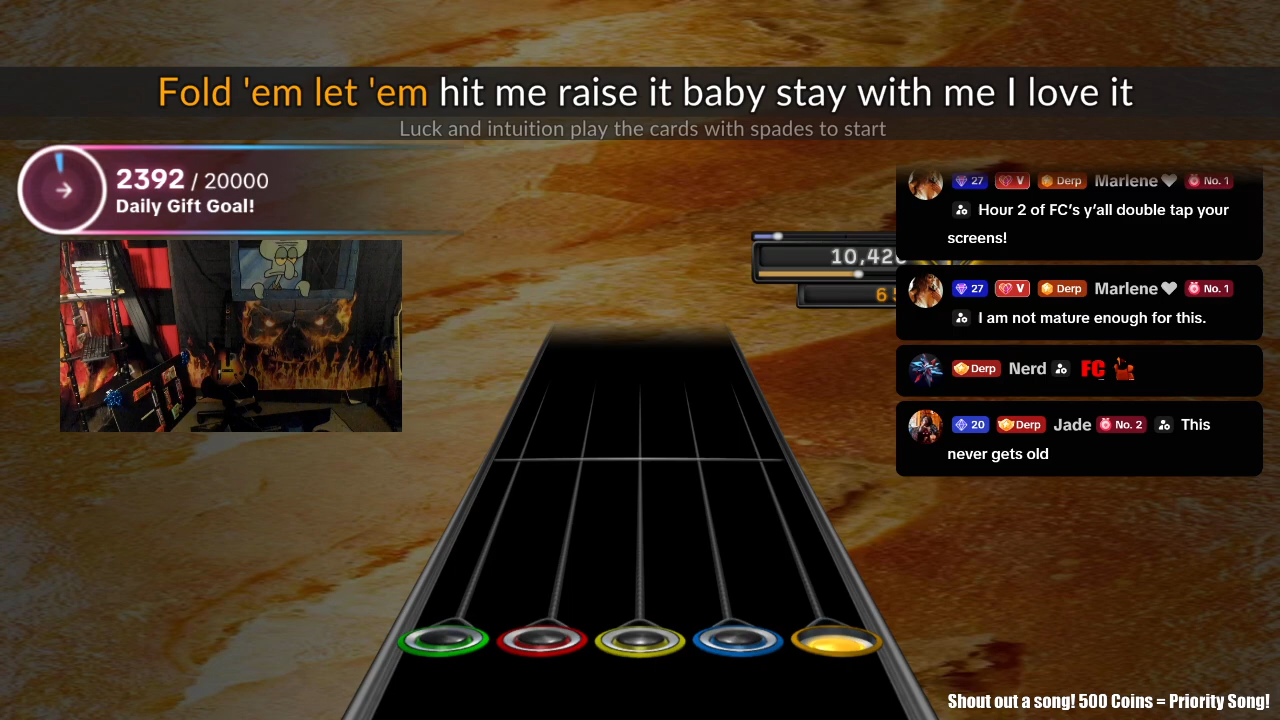 Fold 'em let 'em hit me raise it baby stay with me I love it
Luck and intuition play the cards with spades to start
2392 / 20000
Daily Gift Goal!
10,42
6
27 V Derp Marlene No. 1
Hour 2 of FC's y'all double tap your
screens!
27 V Derp Marlene No. 1
I am not mature enough for this.
Derp Nerd FC
20 Derp Jade No. 2 This
never gets old
Shout out a song! 500 Coins = Priority Song!